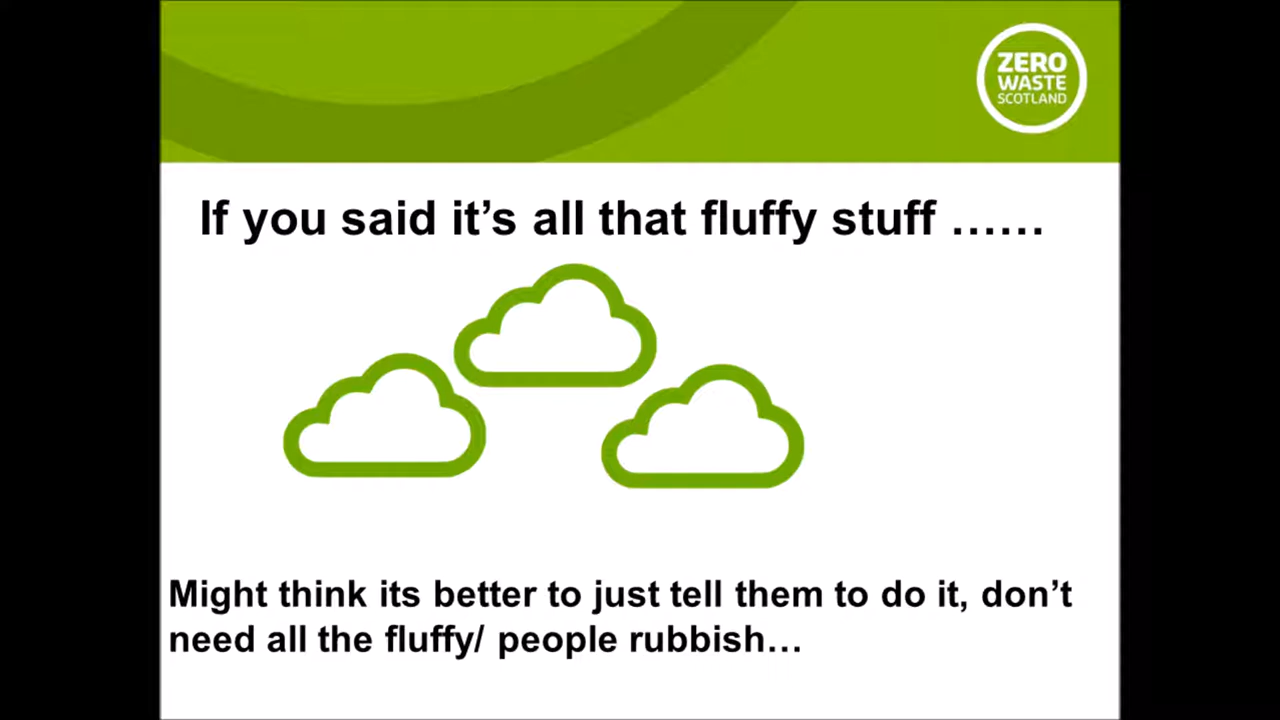 ZERO
WASTE
SCOTLAND
If you said it’s all that fluffy stuff ……
Might think its better to just tell them to do it, don’t
need all the fluffy/ people rubbish…